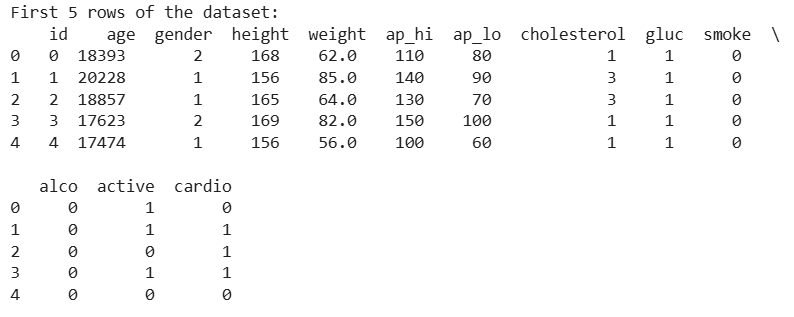 First 5 rows of the dataset:
   id    age  gender  height  weight  ap_hi  ap_lo  cholesterol  gluc  smoke  \
0   0  18393       2     168    62.0    110     80            1     1      0
1   1  20228       1     156    85.0    140     90            3     1      0
2   2  18857       1     165    64.0    130     70            3     1      0
3   3  17623       2     169    82.0    150    100            1     1      0
4   4  17474       1     156    56.0    100     60            1     1      0

   alco  active  cardio
0     0       1       0
1     0       1       1
2     0       0       1
3     0       1       1
4     0       0       0